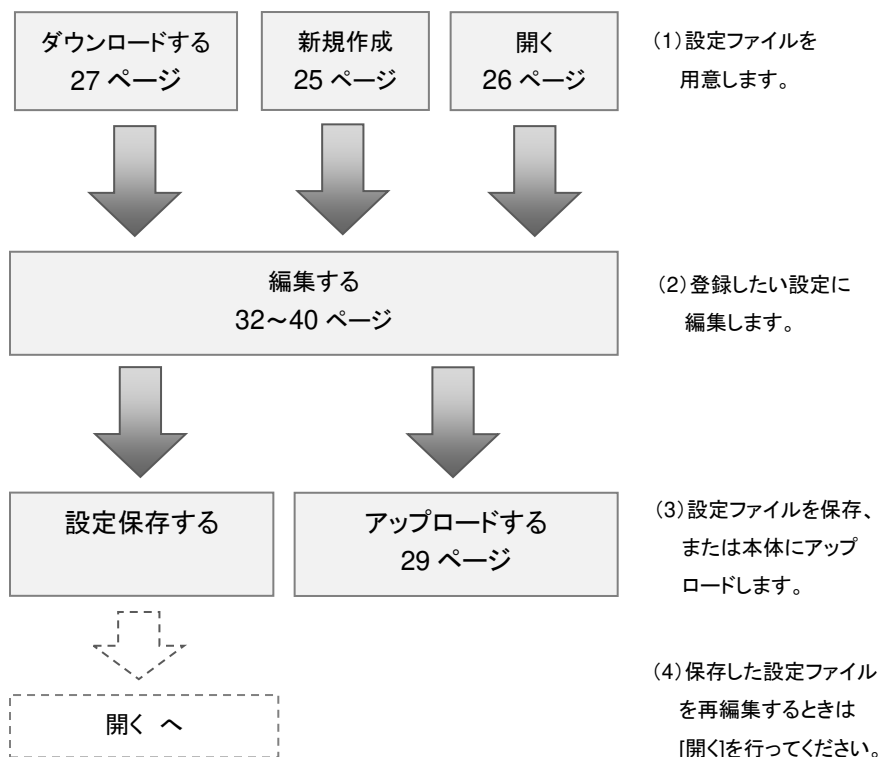 ダウンロードする
27 ページ
新規作成
25 ページ
開く
26 ページ
(1)設定ファイルを
用意します。
編集する
32～40 ページ
(2)登録したい設定に
編集します。
設定保存する
アップロードする
29 ページ
(3)設定ファイルを保存、
または本体にアップ
ロードします。
開く へ
(4)保存した設定ファイル
を再編集するときは
[開く]を行ってください。